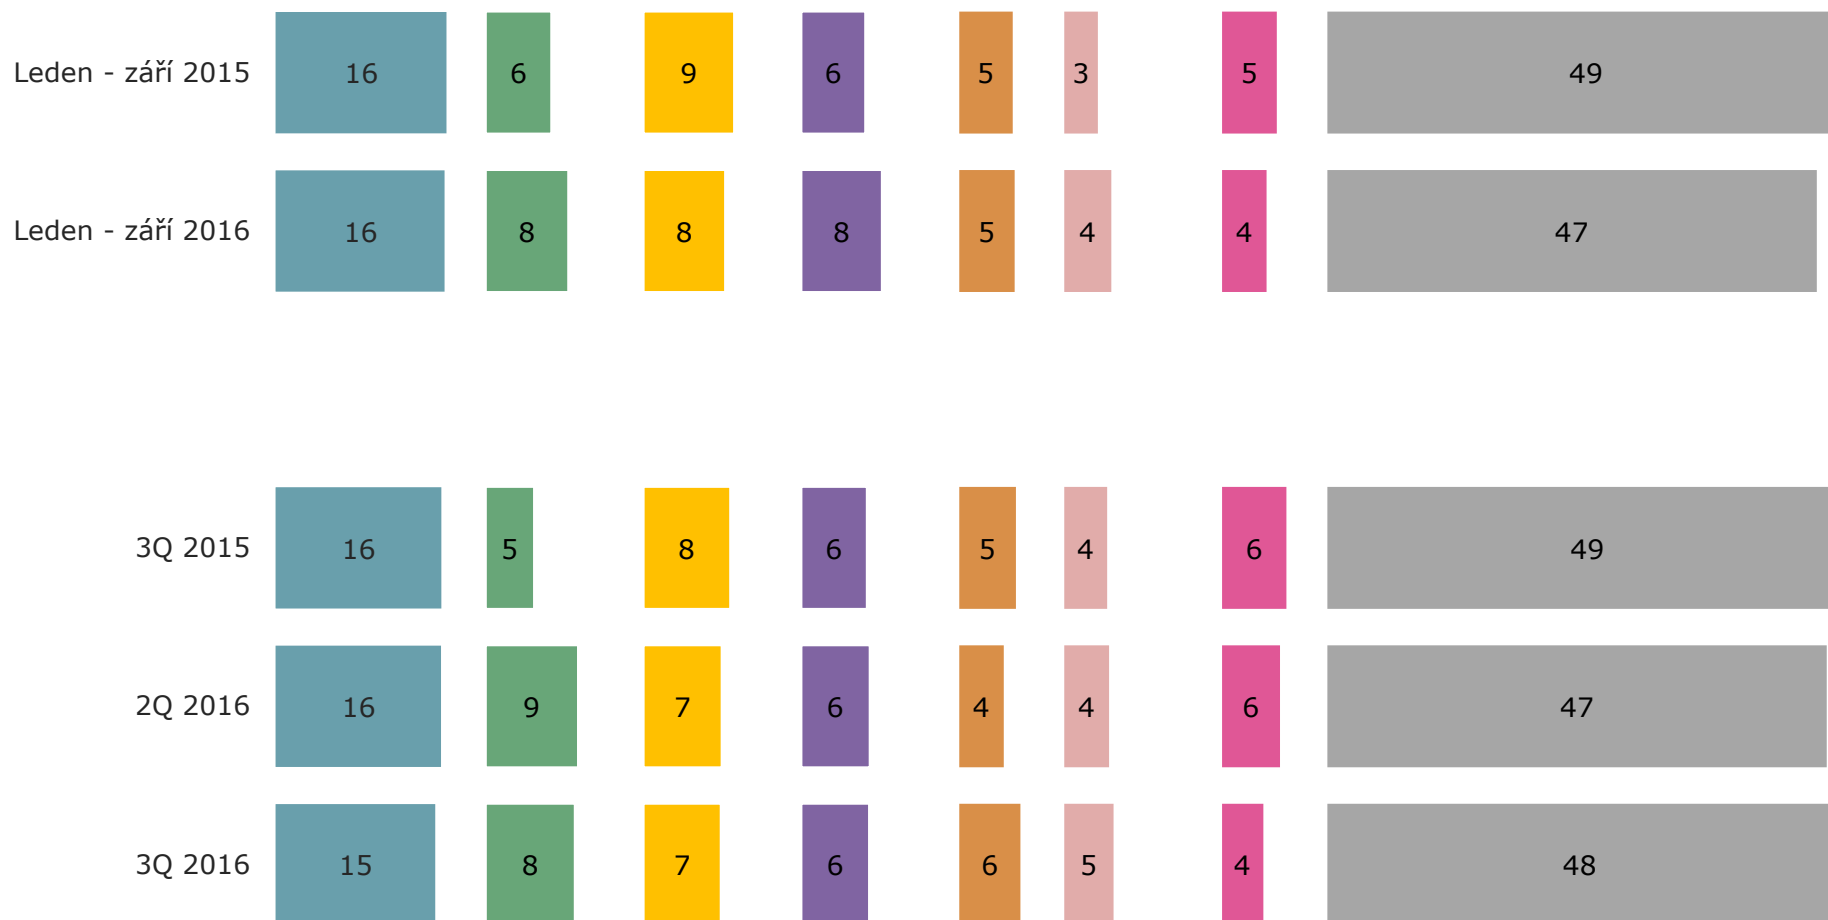 Leden - září 2015 16 6 9 6 5 3 5 49
Leden - září 2016 16 8 8 8 5 4 4 47
3Q 2015 16 5 8 6 5 4 6 49
2Q 2016 16 9 7 6 4 4 6 47
3Q 2016 15 8 7 6 6 5 4 48